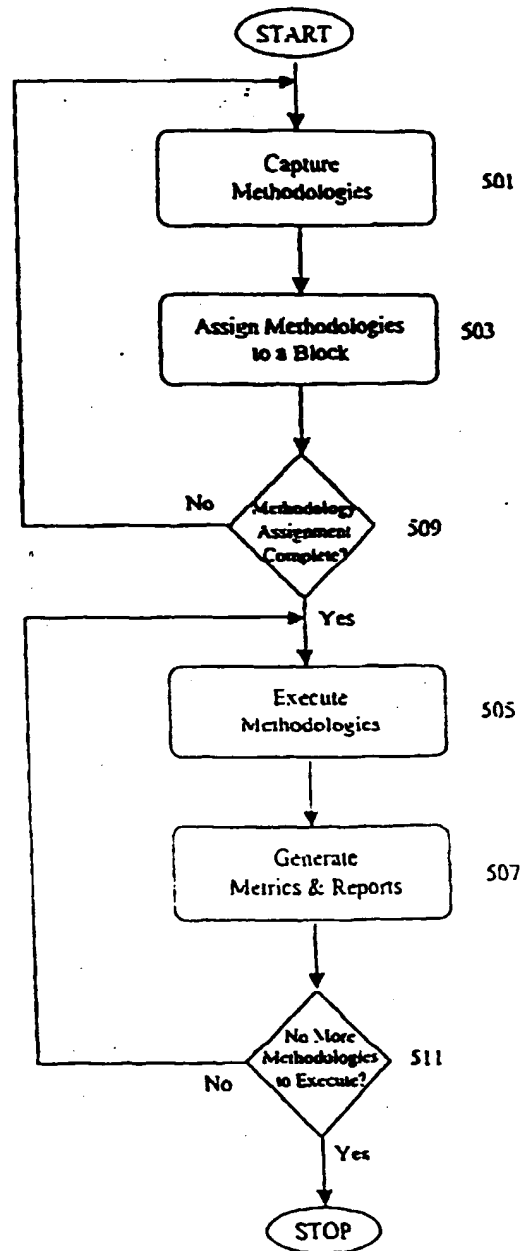 START
Capture
Methodologies
501
Assign Methodologies
to a Block
503
No
Methodology
Assignment
Complete?
509
Yes
Execute
Methodologies
505
Generate
Metrics & Reports
507
No More
Methodologies
to Execute?
511
No
Yes
STOP